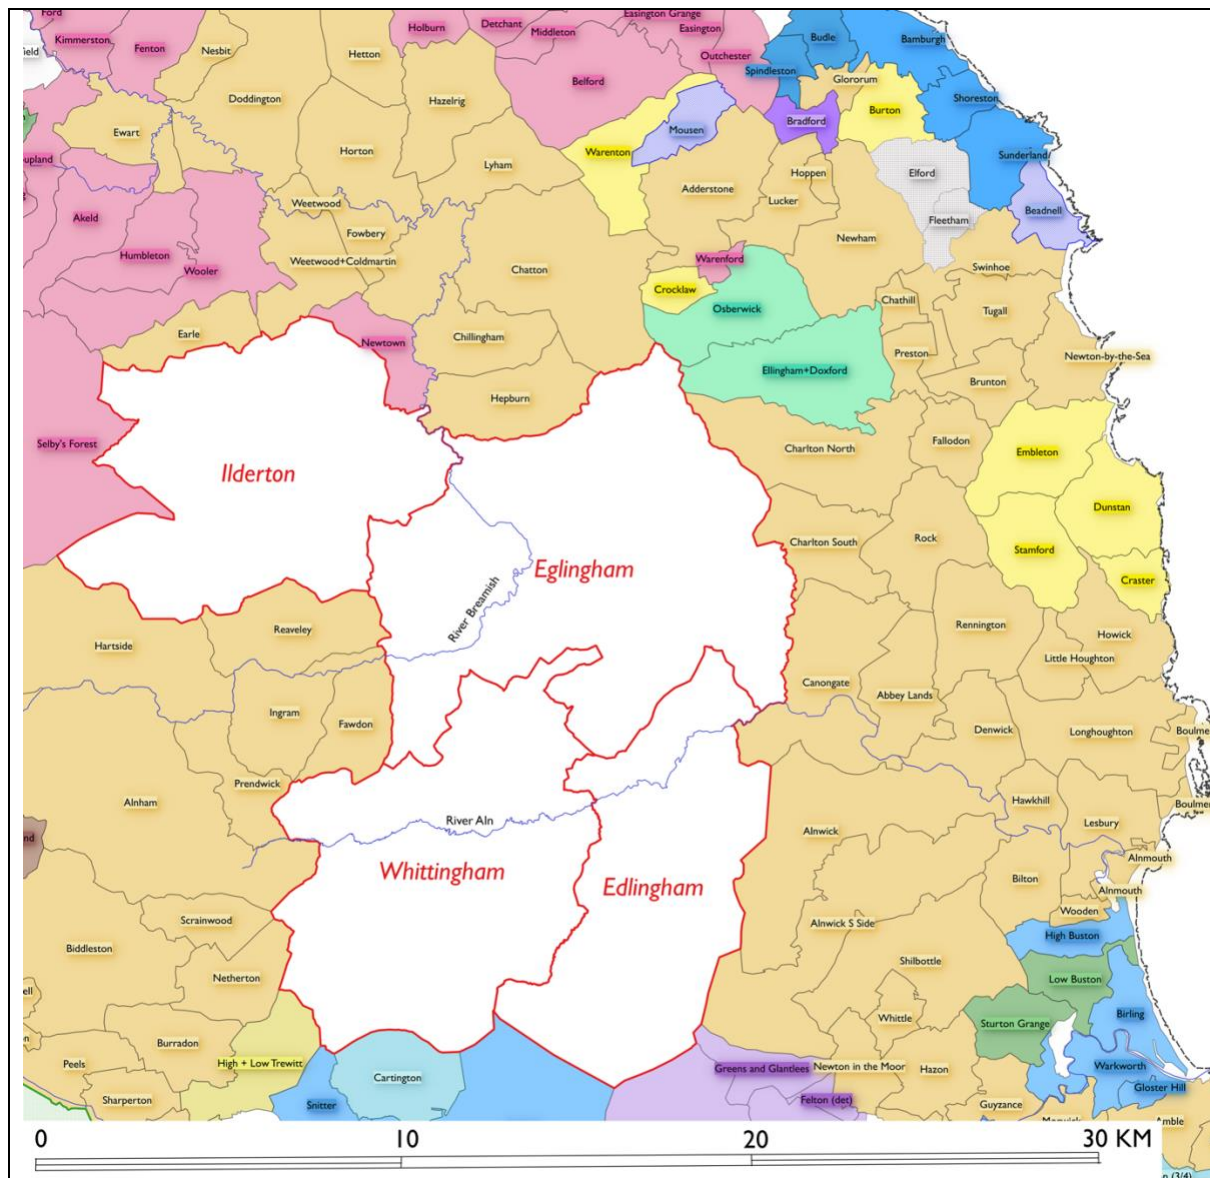 Ford
Kimmerston
Fenton
Nesbit
Hetton
Holburn
Detchant
Middleton
Easington Grange
Easington
Outchester
Budle
Bamburgh
Spindleston
Belford
Glororum
Doddington
Hazelrig
Burton
Shoreston
Ewart
Mousen
Bradford
Horton
Warenton
Sunderland
Lyham
Hoppen
Elford
Adderstone
Lucker
Weetwood
Akeld
Fowbery
Fleetham
Beadnell
Newham
Humbleton
Warenford
Wooler
Weetwood+Coldmartin
Chatton
Swinhoe
Crocklaw
Osberwick
Chathill
Tugall
Earle
Newtown
Chillingham
Preston
Newton-by-the-Sea
Ellingham+Doxford
Brunton
Hepburn
Selby's Forest
Charlton North
Fallodon
Embleton
Ilderton
Dunstan
Charlton South
Rock
Stamford
Eglingham
Craster
River Breamish
Reaveley
Rennington
Howick
Hartside
Little Houghton
Canongate
Abbey Lands
Ingram
Fawdon
Denwick
Longhoughton
Boulmer
Prendwick
Alnham
Hawkhill
Boulmer
River Aln
Alnwick
Lesbury
Whittingham
Edlingham
Alnmouth
Bilton
Alnmouth
Wooden
Scrainwood
Alnwick S Side
High Buston
Biddleston
Shilbottle
Netherton
Low Buston
Whittle
Birling
Sturton Grange
Burradon
Peels
High + Low Trewitt
Cartington
Greens and Glantlees
Newton in the Moor
Hazon
Warkworth
Gloster Hill
Sharperton
Snitter
Felton (det)
Guyzance
Amble
0 10 20 30 KM